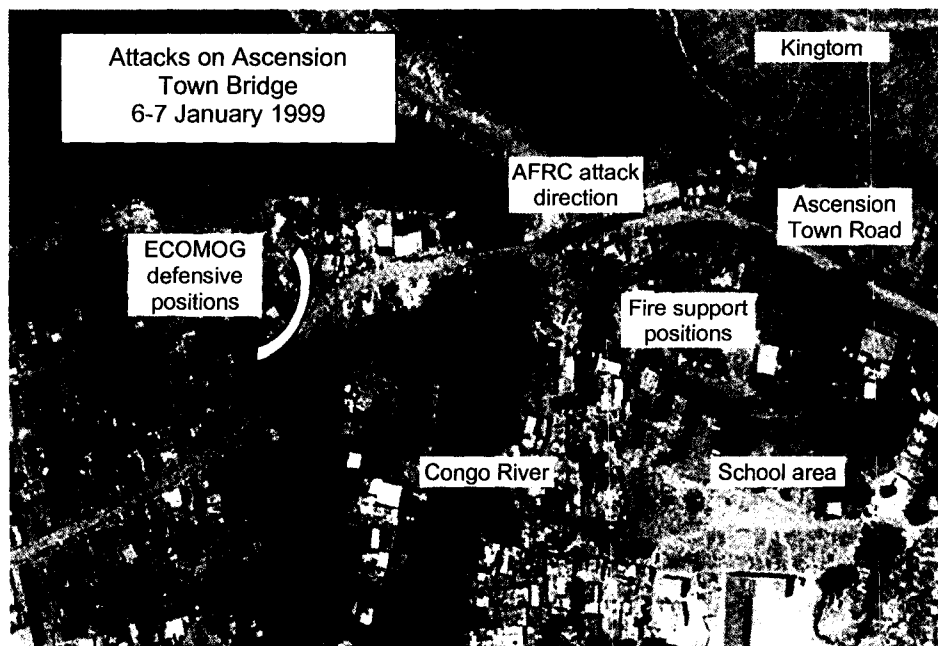 Attacks on Ascension
Town Bridge
6-7 January 1999
Kingtom
AFRC attack
direction
Ascension
Town Road
ECOMOG
defensive
positions
Fire support
positions
Congo River
School area